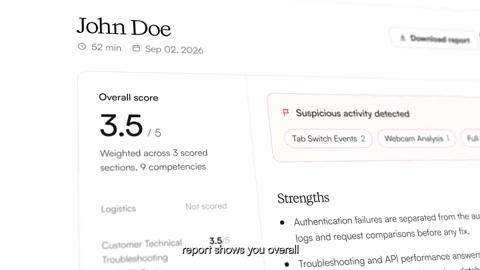 John Doe
52 min Sep 02, 2026
Download report
Overall score
3.5 / 5
Weighted across 3 scored
sections, 9 competencies
Logistics Not scored
Customer Technical 3.5/5
Troubleshooting
Suspicious activity detected
Tab Switch Events 2 Webcam Analysis 1 Full
Strengths
Authentication failures are separated from the au
logs and request comparisons before any fix.
Troubleshooting and API performance answers
report shows you overall